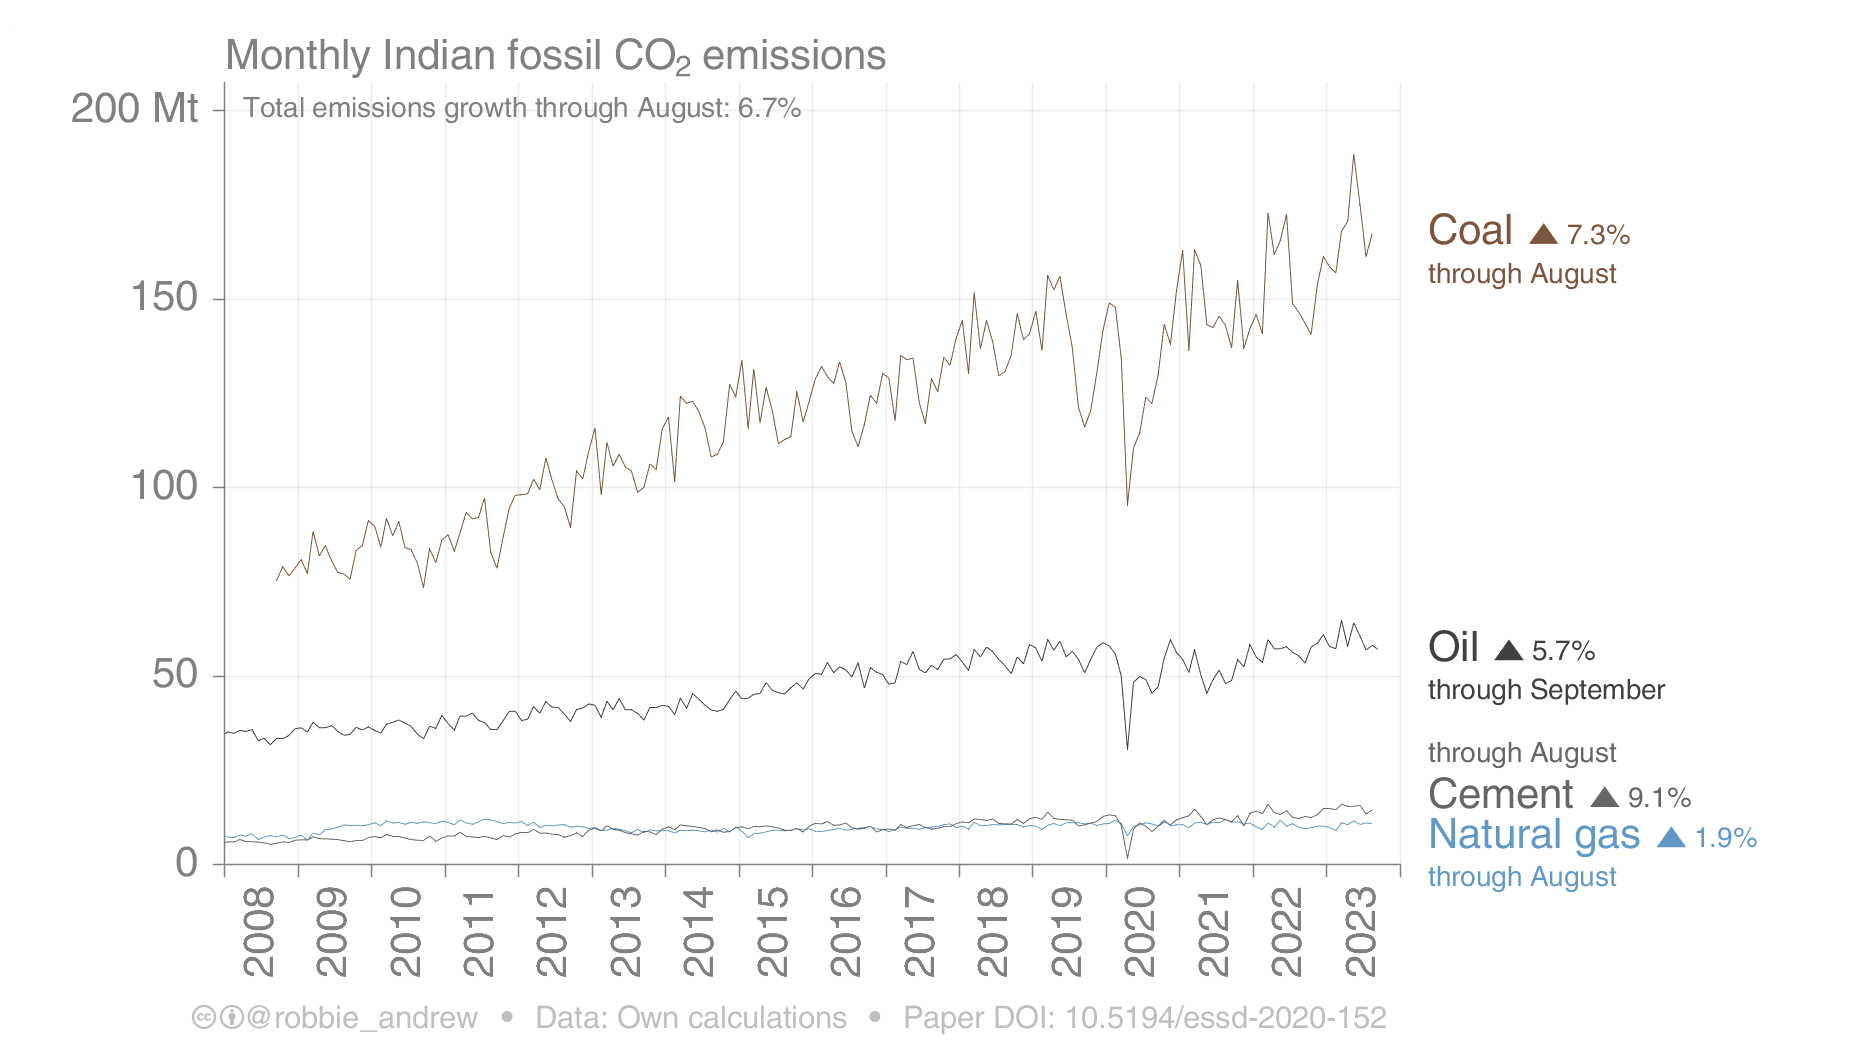 Monthly Indian fossil CO₂ emissions
Total emissions growth through August: 6.7%
200 Mt
150
100
50
0
Coal ▲ 7.3%
through August
Oil ▲ 5.7%
through September
through August
Cement ▲ 9.1%
Natural gas ▲ 1.9%
through August
2008
2009
2010
2011
2012
2013
2014
2015
2016
2017
2018
2019
2020
2021
2022
2023
@robbie_andrew • Data: Own calculations • Paper DOI: 10.5194/essd-2020-152